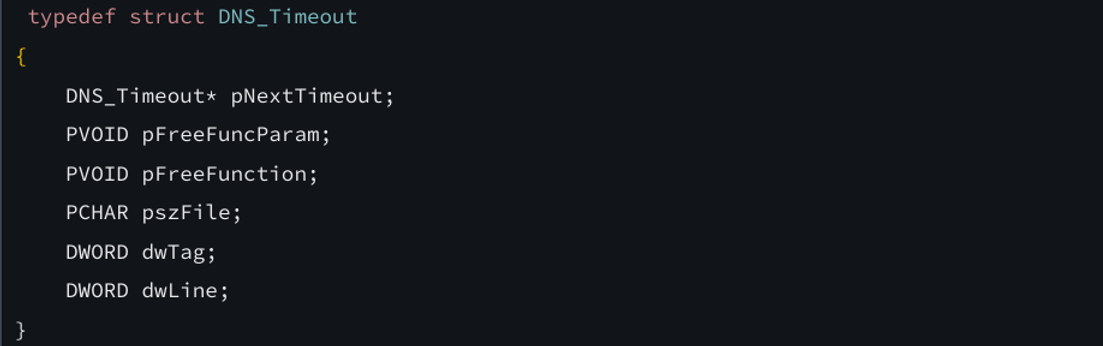 typedef struct DNS_Timeout
{
DNS_Timeout* pNextTimeout;
PVOID pFreeFuncParam;
PVOID pFreeFunction;
PCHAR pszFile;
DWORD dwTag;
DWORD dwLine;
}